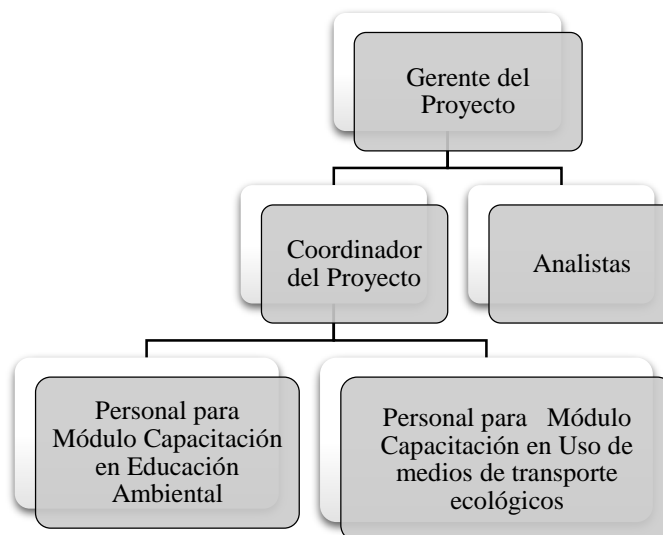 Gerente del
Proyecto
Coordinador
del Proyecto
Analistas
Personal para
Módulo Capacitación
en Educación
Ambiental
Personal para Módulo
Capacitación en Uso de
medios de transporte
ecológicos